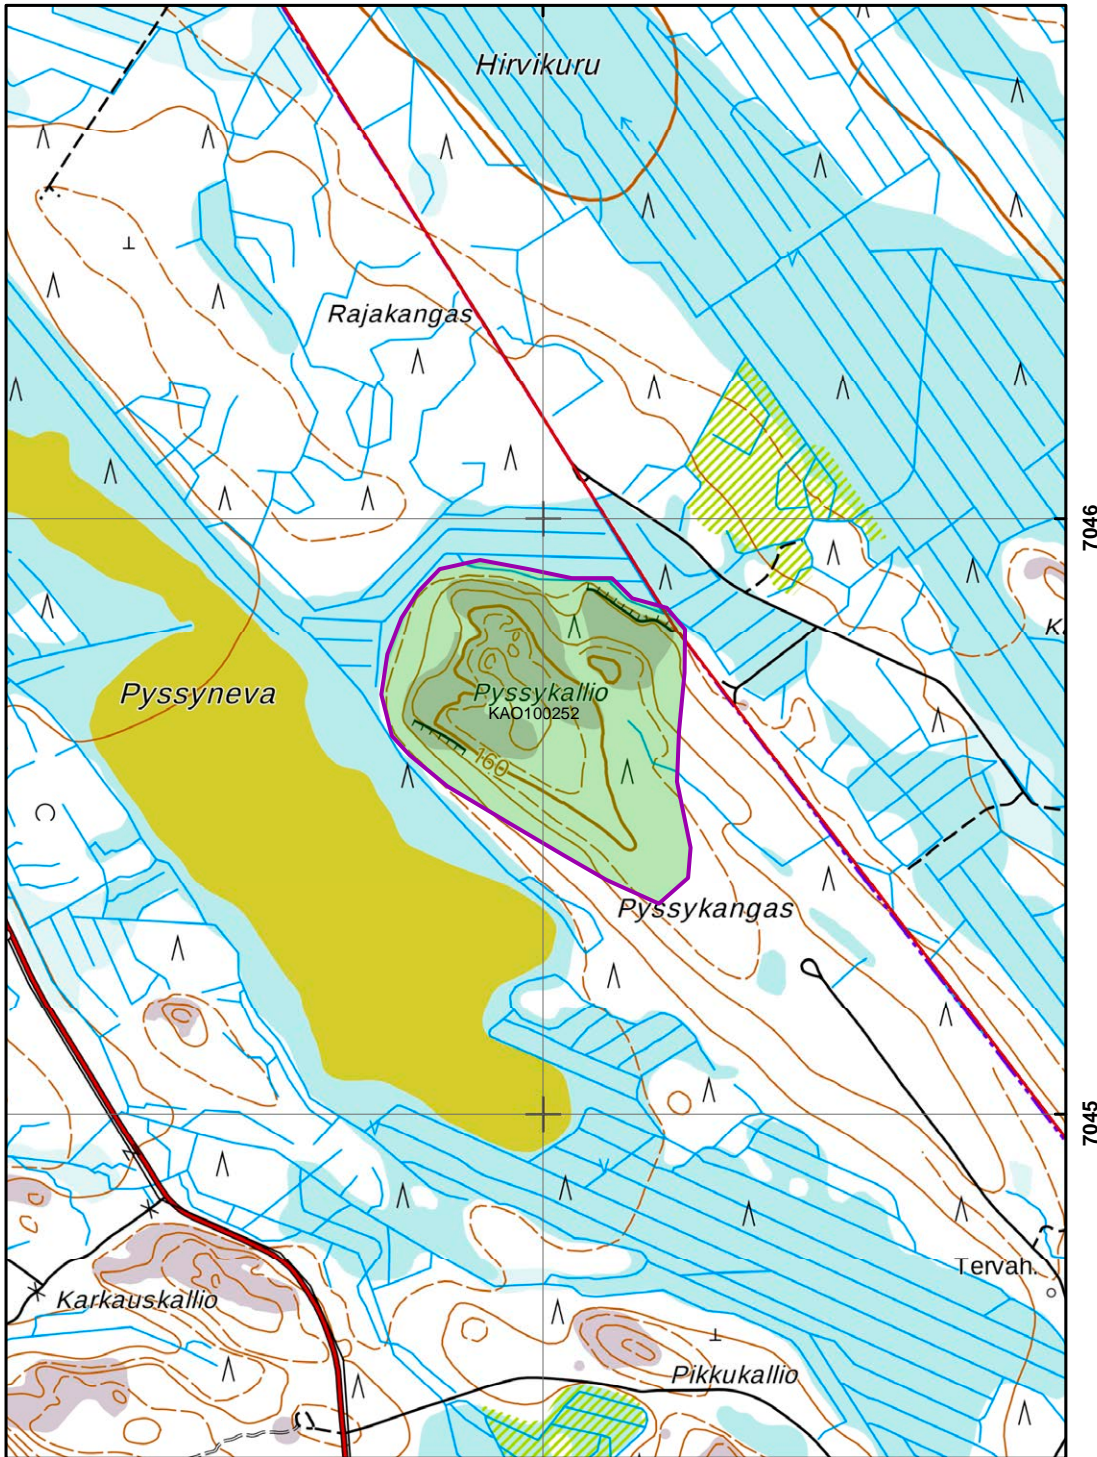 Hirvikuru
Rajakangas
7046
K
Pyssyneva
Pyssykallio
KAO100252
160
Pyssykangas
7045
Tervah.
Karkauskallio
Pikkukallio